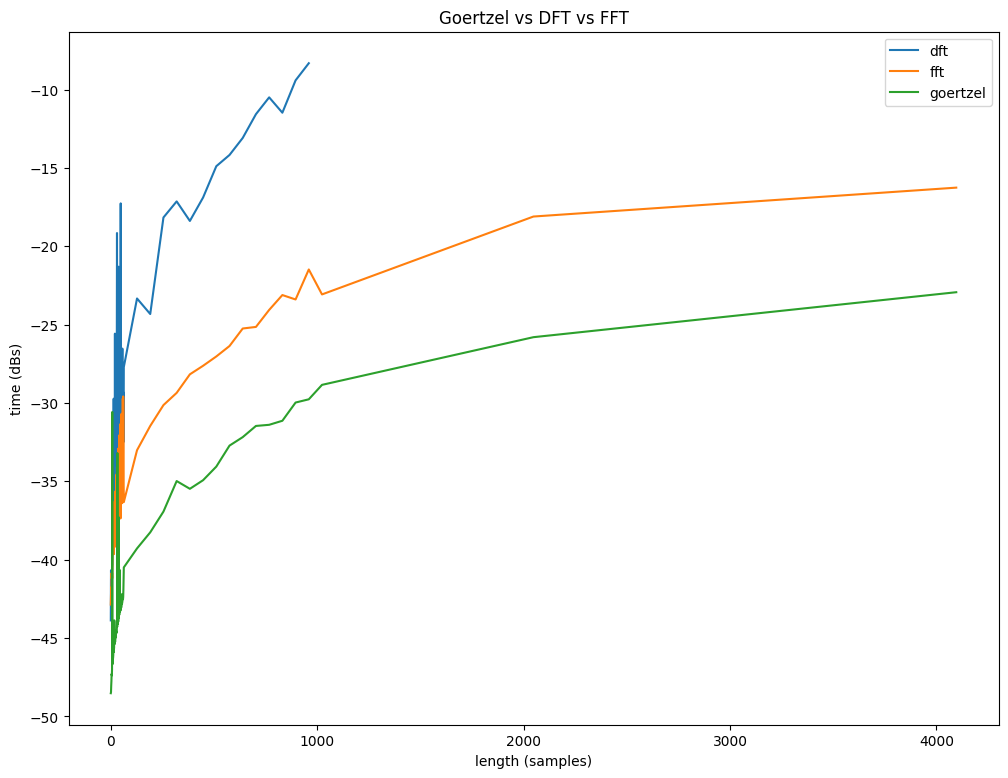 Goertzel vs DFT vs FFT
dft
fft
goertzel
time (dBs)
−10
−15
−20
−25
−30
−35
−40
−45
−50
0 1000 2000 3000 4000
length (samples)